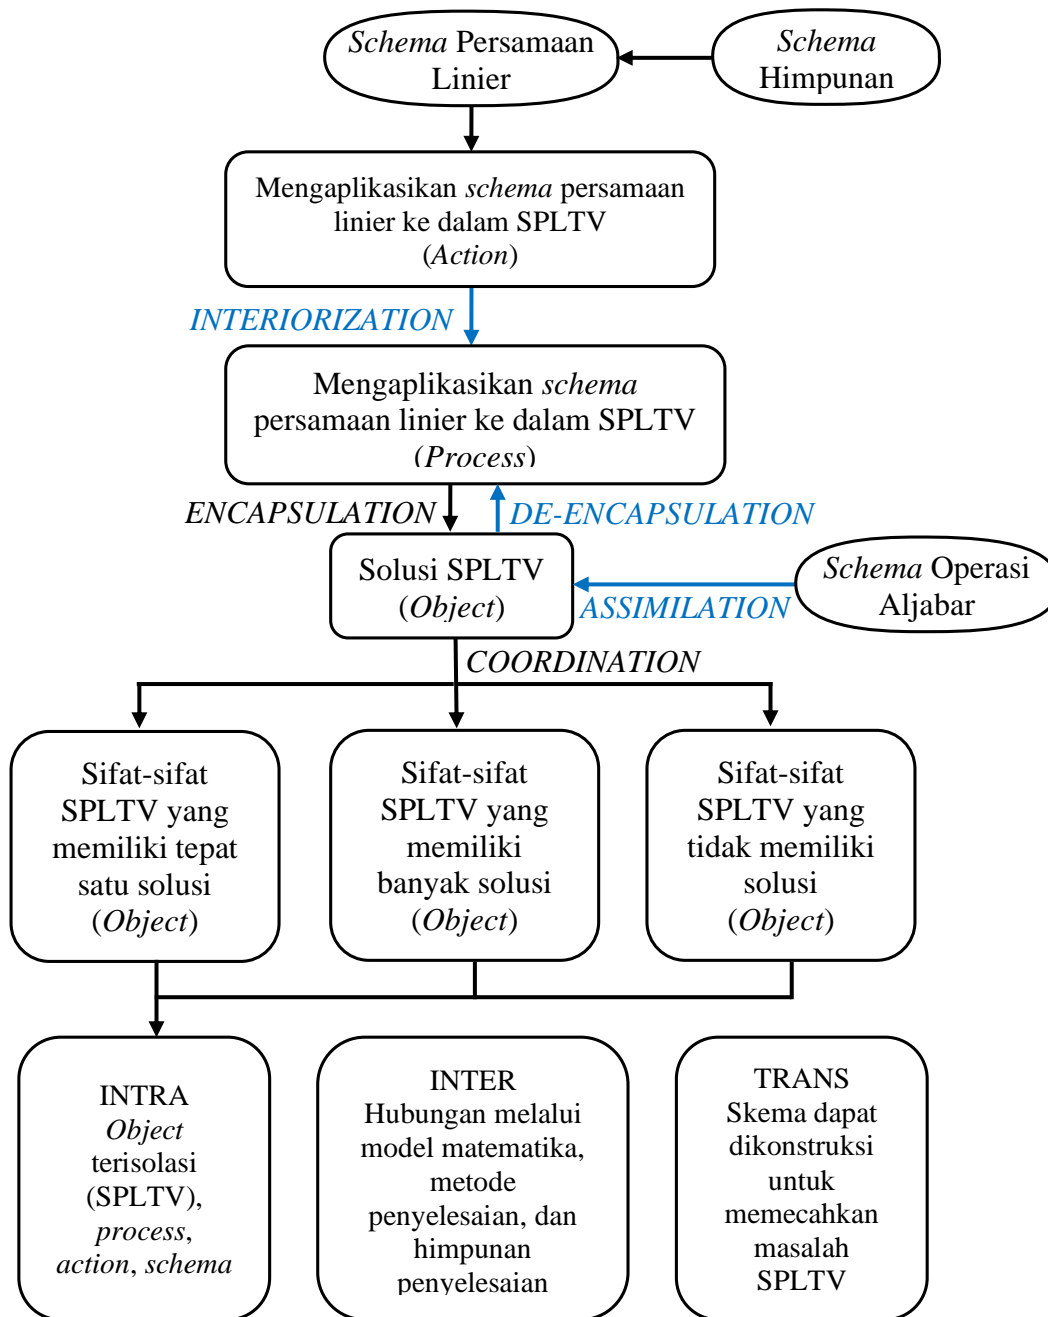 Schema Persamaan
Linier
Schema
Himpunan
Mengaplikasikan schema persamaan
linier ke dalam SPLTV
(Action)
INTERIORIZATION
Mengaplikasikan schema
persamaan linier ke dalam SPLTV
(Process)
ENCAPSULATION
DE-ENCAPSULATION
Solusi SPLTV
(Object)
ASSIMILATION
Schema Operasi
Aljabar
COORDINATION
Sifat-sifat
SPLTV yang
memiliki tepat
satu solusi
(Object)
Sifat-sifat
SPLTV yang
memiliki
banyak solusi
(Object)
Sifat-sifat
SPLTV yang
tidak memiliki
solusi
(Object)
INTRA
Object
terisolasi
(SPLTV),
process,
action, schema
INTER
Hubungan melalui
model matematika,
metode
penyelesaian, dan
himpunan
penyelesaian
TRANS
Skema dapat
dikonstruksi
untuk
memecahkan
masalah
SPLTV